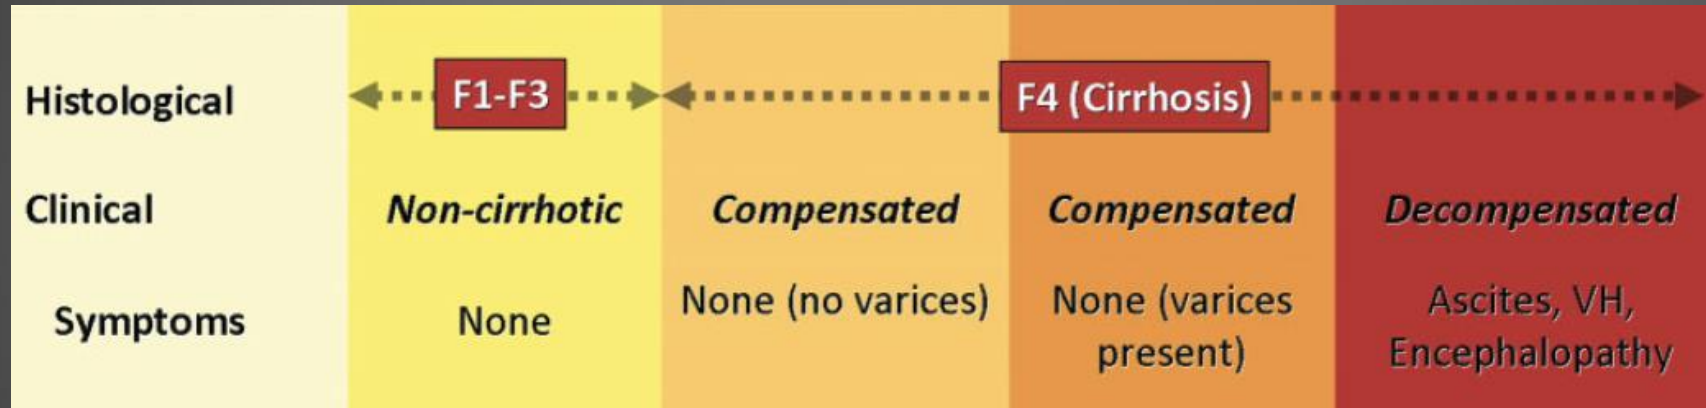 Histological F1-F3 F4 (Cirrhosis)
Clinical Non-cirrhotic Compensated Compensated Decompensated
Symptoms None None (no varices) None (varices
present) Ascites, VH,
Encephalopathy